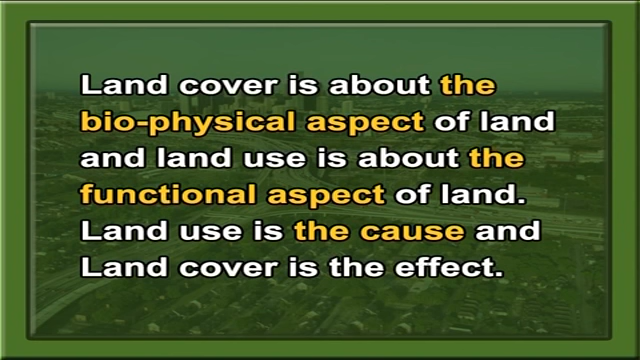 Land cover is about the
bio-physical aspect of land
and land use is about the
functional aspect of land.
Land use is the cause and
Land cover is the effect.